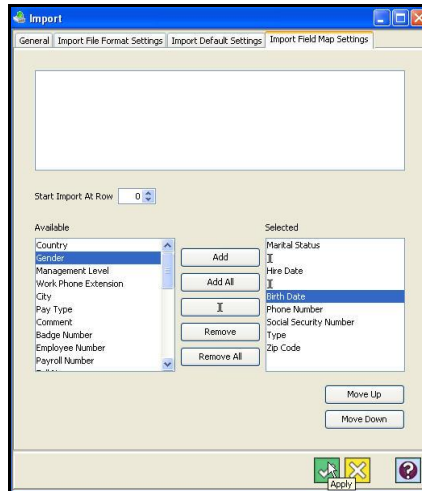 Import
General
Import File Format Settings
Import Default Settings
Import Field Map Settings
Start Import At Row
0
Available
Country
Gender
Management Level
Work Phone Extension
City
Pay Type
Comment
Badge Number
Employee Number
Payroll Number
Add
Add All
I
Remove
Remove All
Selected
Marital Status
I
Hire Date
I
Birth Date
Phone Number
Social Security Number
Type
Zip Code
Move Up
Move Down
?
Apply